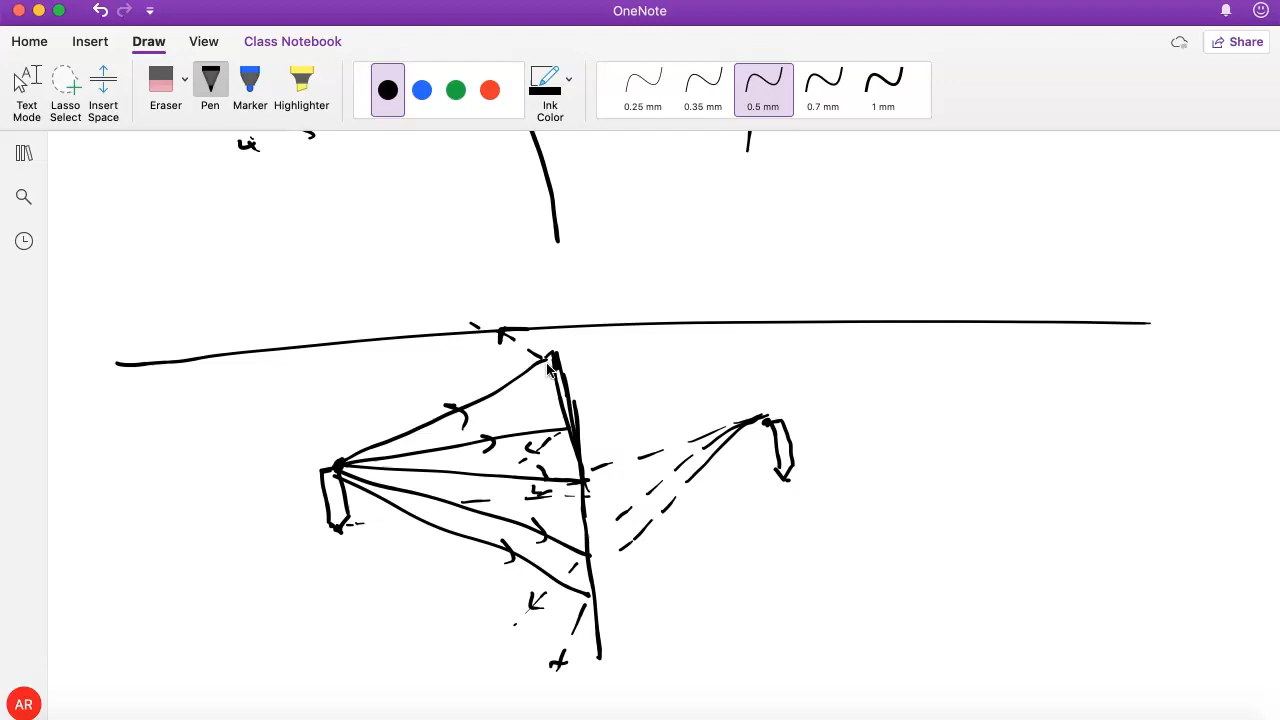 OneNote
Home Insert Draw View Class Notebook Share
Text Mode Lasso Select Insert Space Eraser Pen Marker Highlighter Ink Color 0.25 mm 0.35 mm 0.5 mm 0.7 mm 1 mm
AR